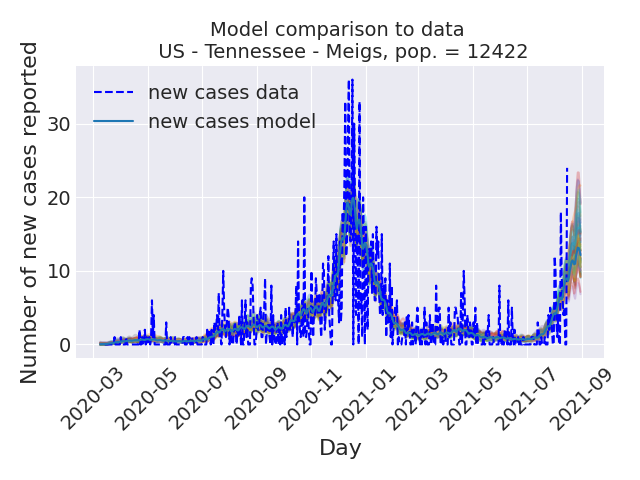 Model comparison to data
US - Tennessee - Meigs, pop. = 12422
Number of new cases reported
new cases data
new cases model
30
20
10
0
2020-03
2020-05
2020-07
2020-09
2020-11
2021-01
2021-03
2021-05
2021-07
2021-09
Day